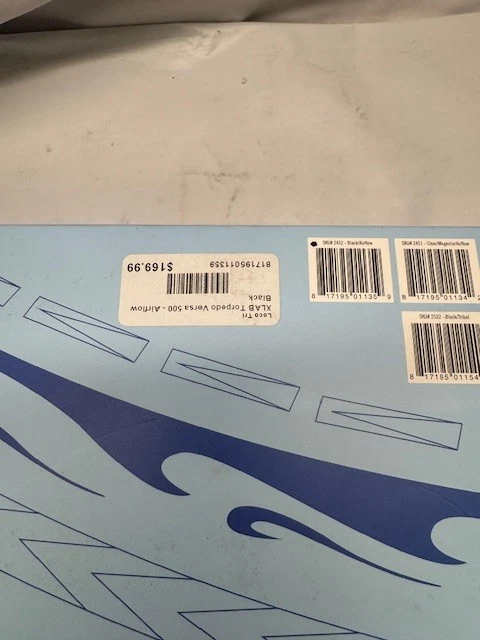 Loco Tri
XLAB Torpedo Versa 500 - Airflow
Black
817195011359
$169.99
SKU# 2452 - Black/Airflow
8 17195 01135 9
SKU# 2451 - Clear/Magenta/Airflow
8 17195 01134 2
SKU# 2532 - Black/Tribal
8 17195 01154